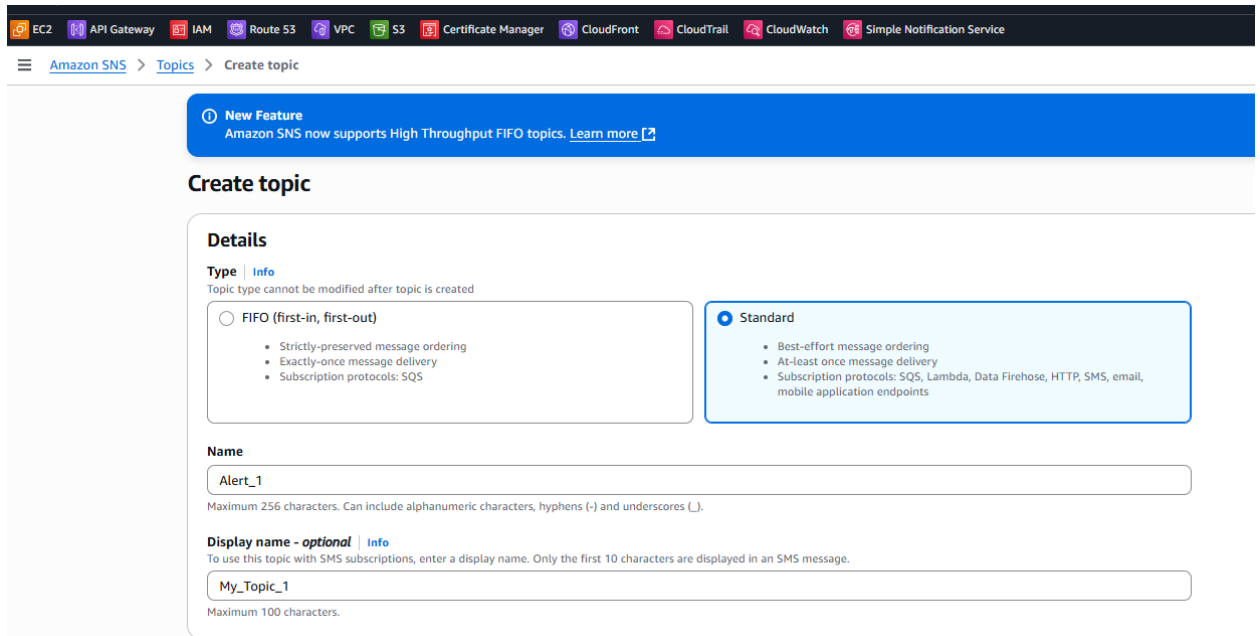 EC2 API Gateway IAM Route 53 VPC S3 Certificate Manager CloudFront CloudTrail CloudWatch Simple Notification Service
Amazon SNS > Topics > Create topic
New Feature
Amazon SNS now supports High Throughput FIFO topics. Learn more
Create topic
Details
Type Info
Topic type cannot be modified after topic is created
FIFO (first-in, first-out)
• Strictly-preserved message ordering
• Exactly-once message delivery
• Subscription protocols: SQS
Standard
• Best-effort message ordering
• At-least once message delivery
• Subscription protocols: SQS, Lambda, Data Firehose, HTTP, SMS, email,
mobile application endpoints
Name
Alert_1
Maximum 256 characters. Can include alphanumeric characters, hyphens (-) and underscores (_).
Display name - optional Info
To use this topic with SMS subscriptions, enter a display name. Only the first 10 characters are displayed in an SMS message.
My_Topic_1
Maximum 100 characters.